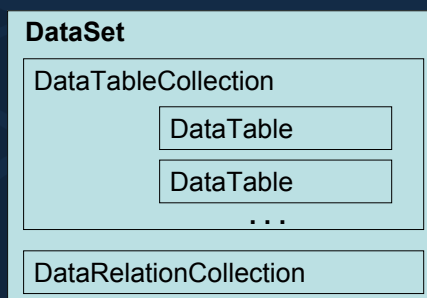 DataSet
DataTableCollection
DataTable
DataTable
. . .
DataRelationCollection